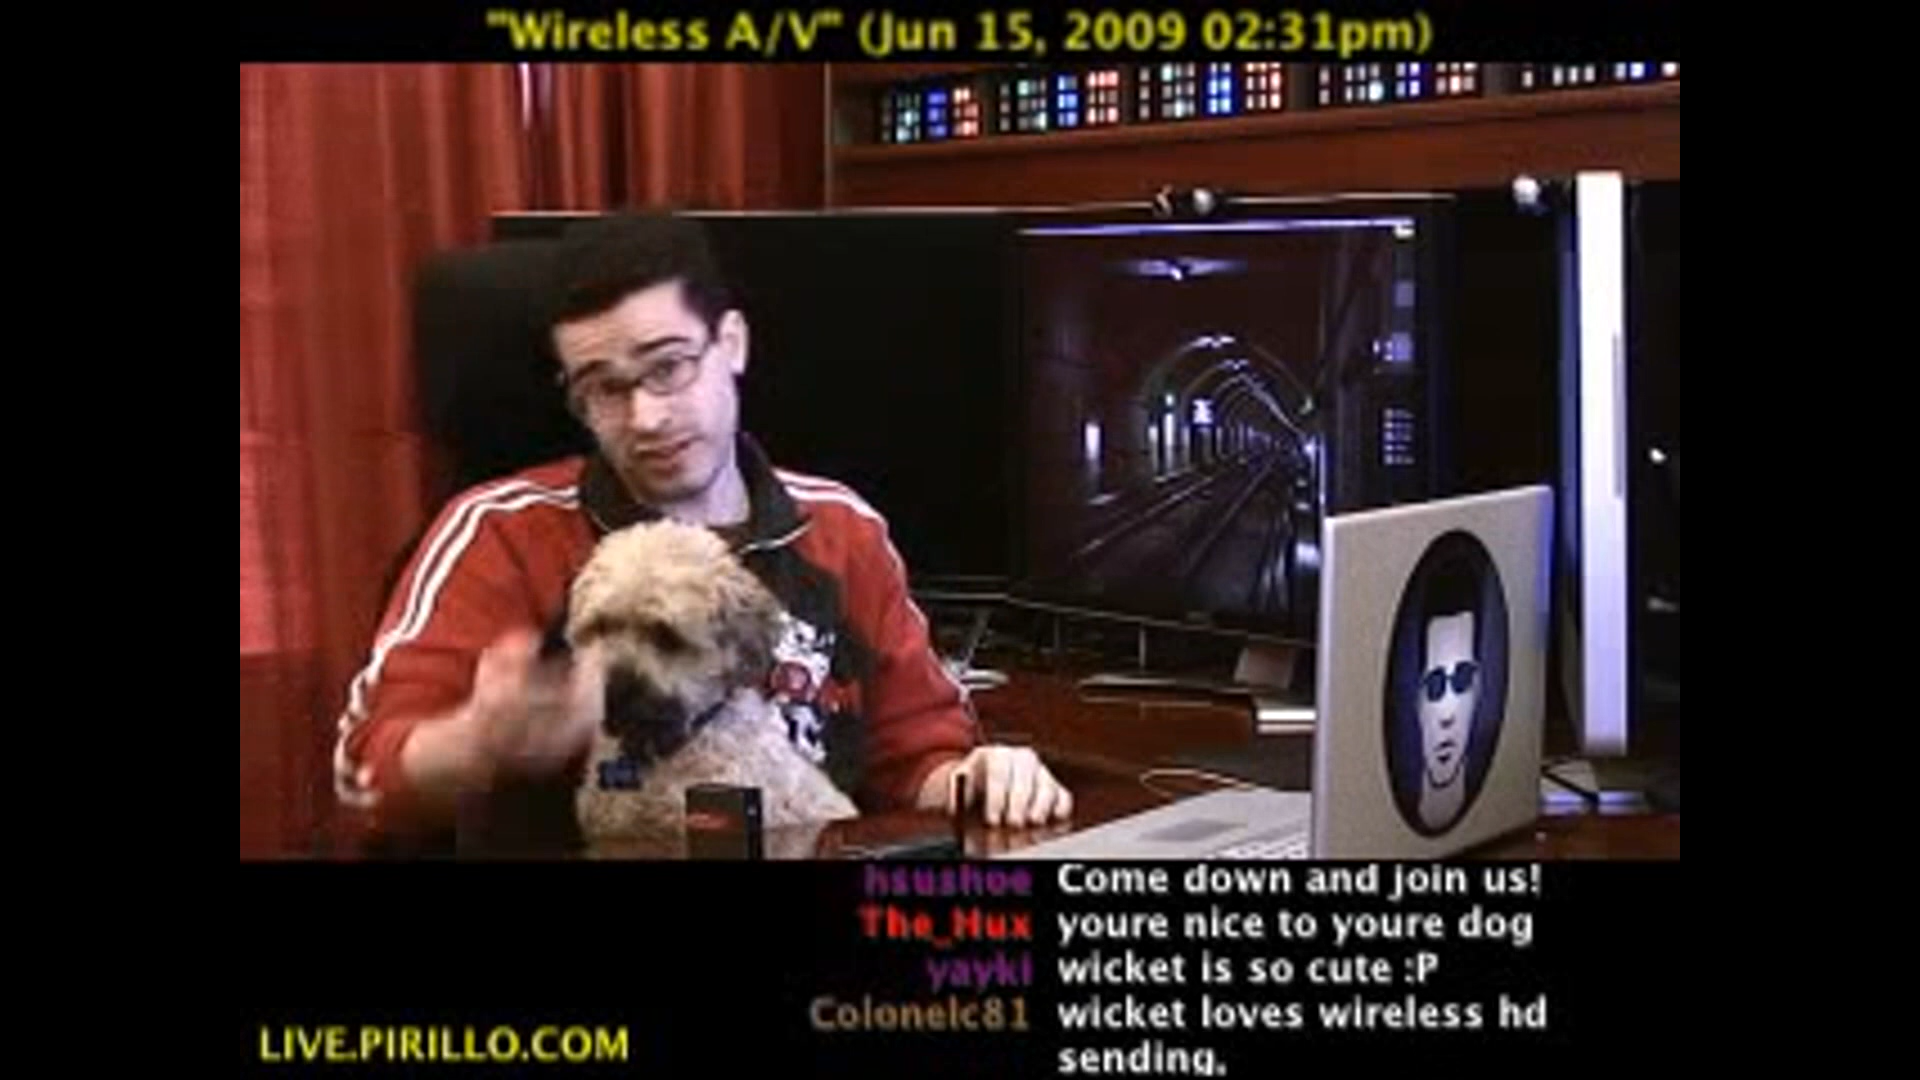 "Wireless A/V" (Jun 15, 2009 02:31pm)
hsushoe Come down and join us!
The_Hux youre nice to youre dog
yayki wicket is so cute :P
Colonelc81 wicket loves wireless hd
sending.
LIVE.PIRILLO.COM